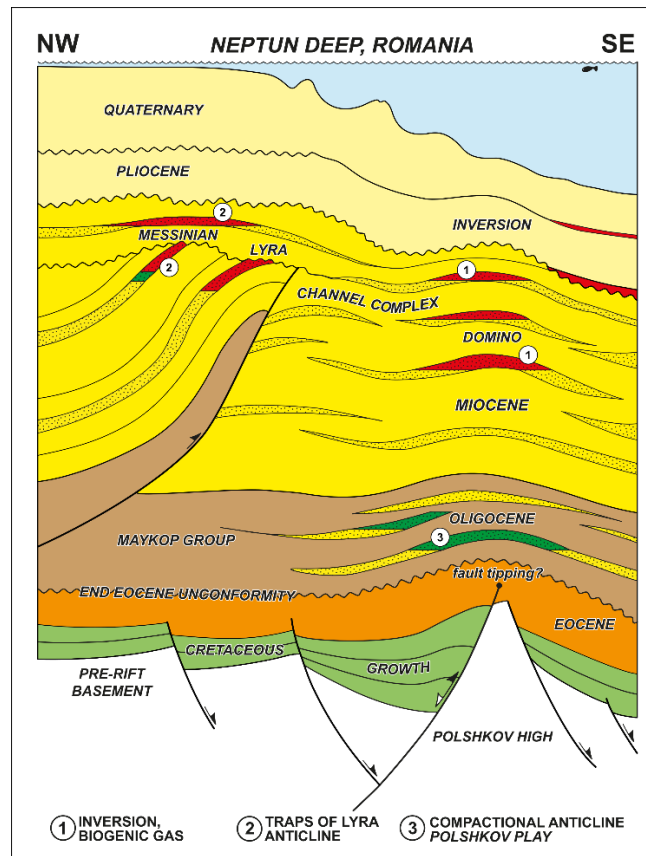 NW NEPTUN DEEP, ROMANIA SE
QUATERNARY
PLIOCENE
INVERSION
2
MESSINIAN
LYRA
2
1
CHANNEL COMPLEX
DOMINO
1
MIOCENE
OLIGOCENE
MAYKOP GROUP
3
fault tipping?
END EOCENE UNCONFORMITY
EOCENE
CRETACEOUS
GROWTH
PRE-RIFT
BASEMENT
POLSHKOV HIGH
1 INVERSION,
BIOGENIC GAS
2 TRAPS OF LYRA
ANTICLINE
3 COMPACTIONAL ANTICLINE
POLSHKOV PLAY